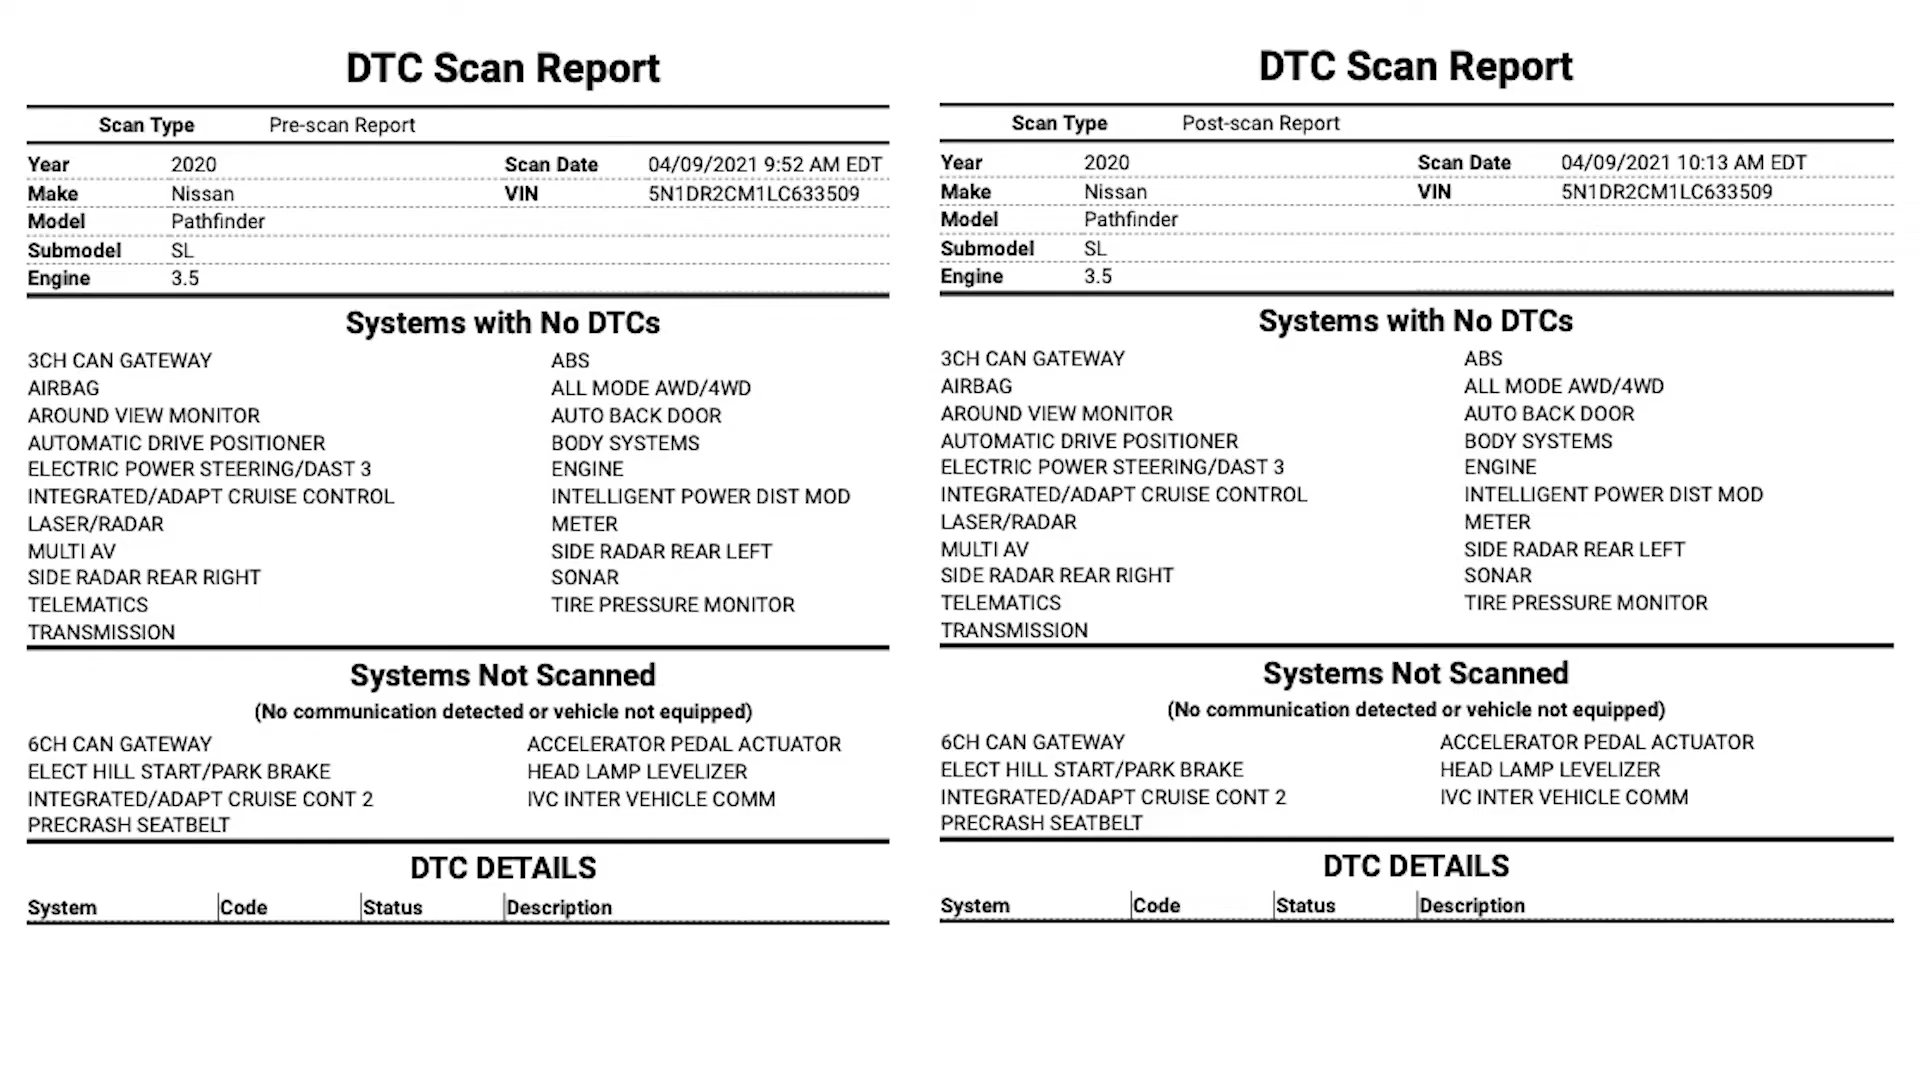 DTC Scan Report
Scan Type Pre-scan Report
Year 2020 Scan Date 04/09/2021 9:52 AM EDT
Make Nissan VIN 5N1DR2CM1LC633509
Model Pathfinder
Submodel SL
Engine 3.5
Systems with No DTCs
3CH CAN GATEWAY ABS
AIRBAG ALL MODE AWD/4WD
AROUND VIEW MONITOR AUTO BACK DOOR
AUTOMATIC DRIVE POSITIONER BODY SYSTEMS
ELECTRIC POWER STEERING/DAST 3 ENGINE
INTEGRATED/ADAPT CRUISE CONTROL INTELLIGENT POWER DIST MOD
LASER/RADAR METER
MULTI AV SIDE RADAR REAR LEFT
SIDE RADAR REAR RIGHT SONAR
TELEMATICS TIRE PRESSURE MONITOR
TRANSMISSION
Systems Not Scanned
(No communication detected or vehicle not equipped)
6CH CAN GATEWAY ACCELERATOR PEDAL ACTUATOR
ELECT HILL START/PARK BRAKE HEAD LAMP LEVELIZER
INTEGRATED/ADAPT CRUISE CONT 2 IVC INTER VEHICLE COMM
PRECRASH SEATBELT
DTC DETAILS
System Code Status Description
DTC Scan Report
Scan Type Post-scan Report
Year 2020 Scan Date 04/09/2021 10:13 AM EDT
Make Nissan VIN 5N1DR2CM1LC633509
Model Pathfinder
Submodel SL
Engine 3.5
Systems with No DTCs
3CH CAN GATEWAY ABS
AIRBAG ALL MODE AWD/4WD
AROUND VIEW MONITOR AUTO BACK DOOR
AUTOMATIC DRIVE POSITIONER BODY SYSTEMS
ELECTRIC POWER STEERING/DAST 3 ENGINE
INTEGRATED/ADAPT CRUISE CONTROL INTELLIGENT POWER DIST MOD
LASER/RADAR METER
MULTI AV SIDE RADAR REAR LEFT
SIDE RADAR REAR RIGHT SONAR
TELEMATICS TIRE PRESSURE MONITOR
TRANSMISSION
Systems Not Scanned
(No communication detected or vehicle not equipped)
6CH CAN GATEWAY ACCELERATOR PEDAL ACTUATOR
ELECT HILL START/PARK BRAKE HEAD LAMP LEVELIZER
INTEGRATED/ADAPT CRUISE CONT 2 IVC INTER VEHICLE COMM
PRECRASH SEATBELT
DTC DETAILS
System Code Status Description